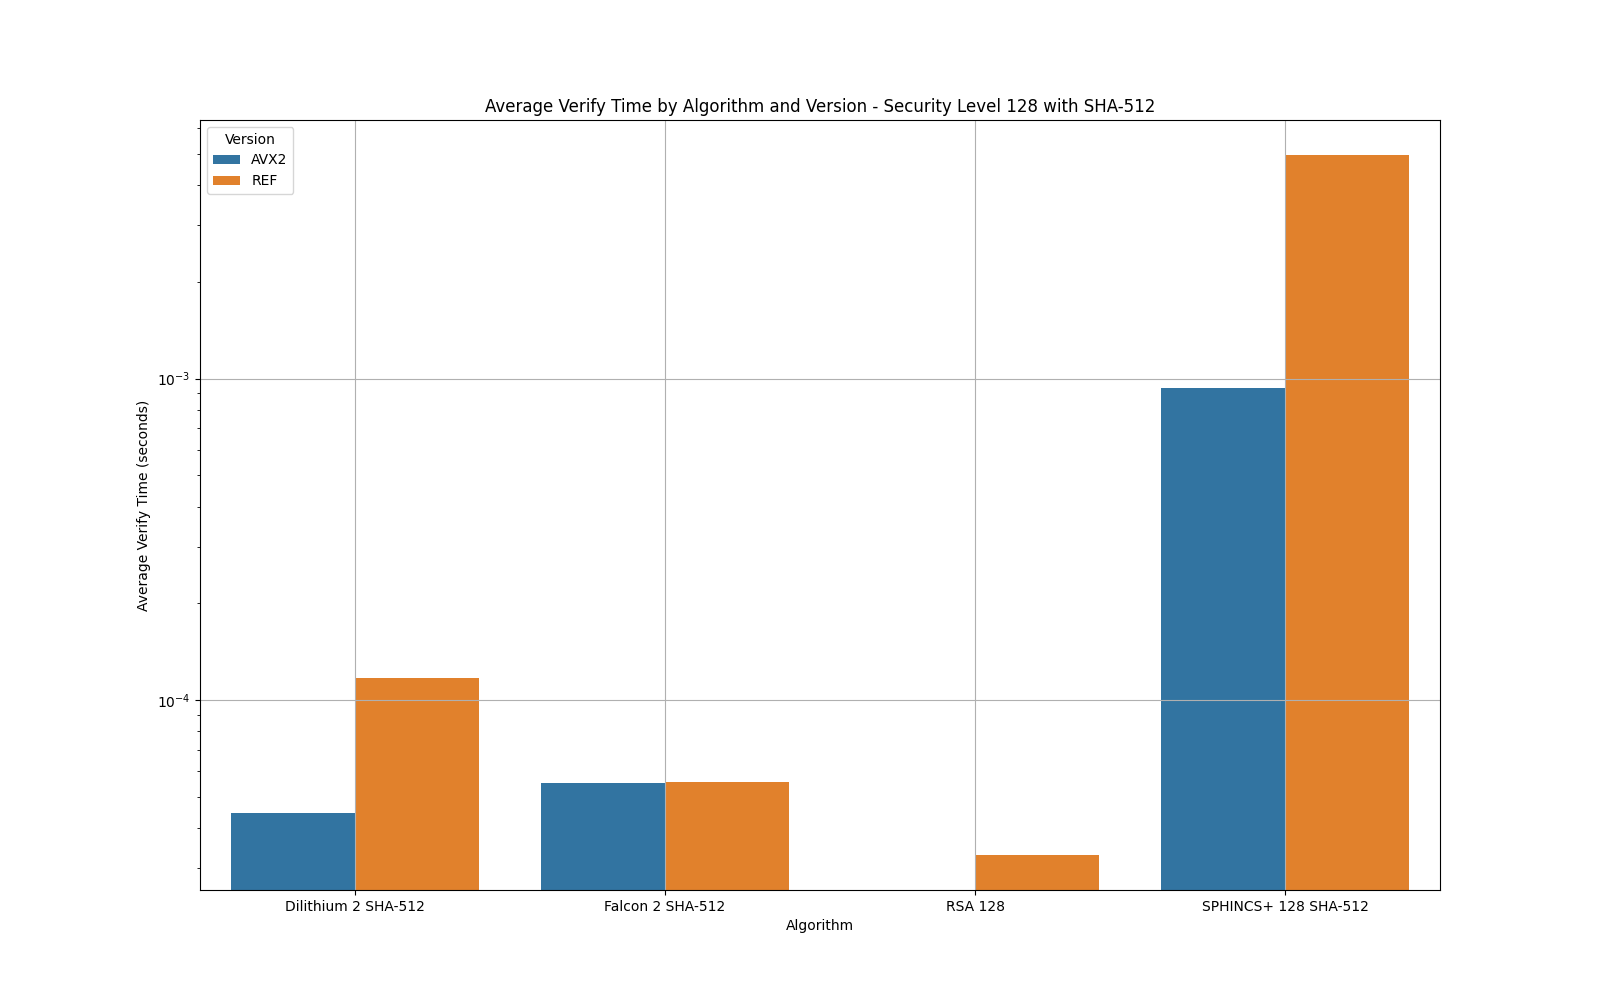 Average Verify Time by Algorithm and Version - Security Level 128 with SHA-512
Version
AVX2
REF
10⁻³
10⁻⁴
Average Verify Time (seconds)
Dilithium 2 SHA-512
Falcon 2 SHA-512
RSA 128
SPHINCS+ 128 SHA-512
Algorithm